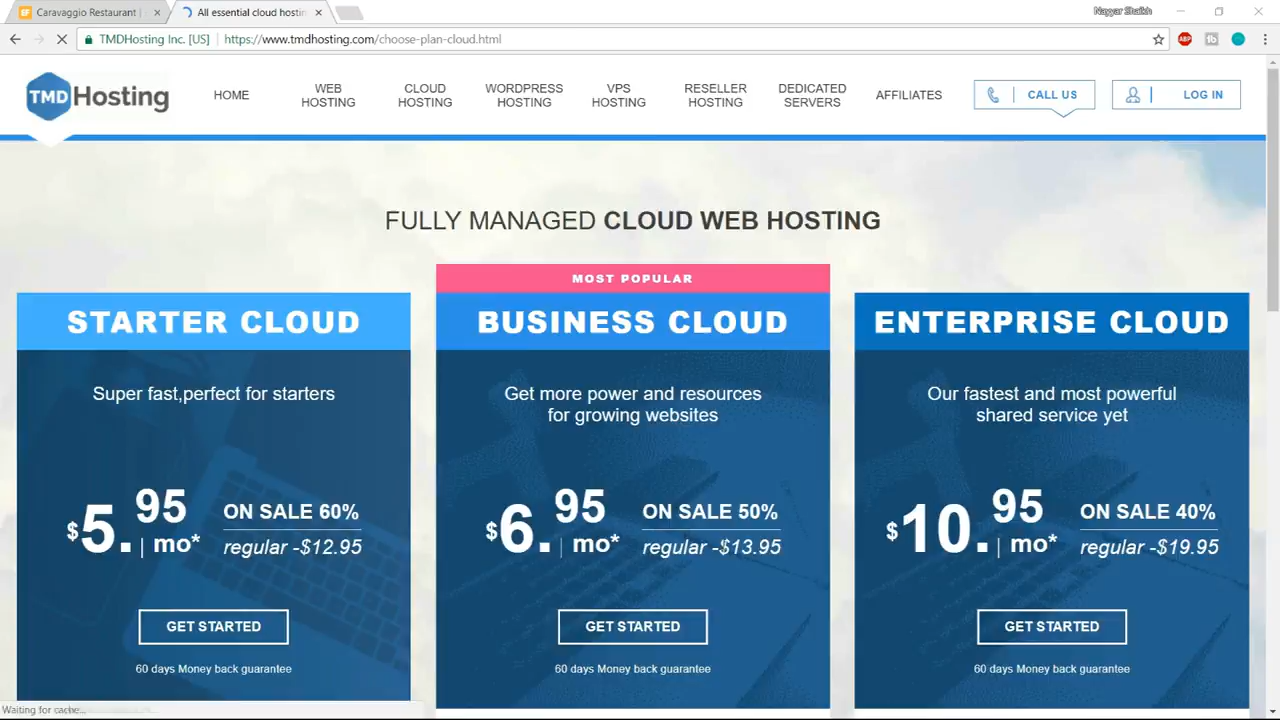 Caravaggio Restaurant |
All essential cloud hostin
Nayyar Shaikh
TMDHosting Inc. [US]
https://www.tmdhosting.com/choose-plan-cloud.html
ABP
TMDHosting
HOME
WEB
HOSTING
CLOUD
HOSTING
WORDPRESS
HOSTING
VPS
HOSTING
RESELLER
HOSTING
DEDICATED
SERVERS
AFFILIATES
CALL US
LOG IN
FULLY MANAGED CLOUD WEB HOSTING
STARTER CLOUD
Super fast,perfect for starters
$5.95 | mo*
ON SALE 60%
regular -$12.95
GET STARTED
60 days Money back guarantee
MOST POPULAR
BUSINESS CLOUD
Get more power and resources
for growing websites
$6.95 | mo*
ON SALE 50%
regular -$13.95
GET STARTED
60 days Money back guarantee
ENTERPRISE CLOUD
Our fastest and most powerful
shared service yet
$10.95 | mo*
ON SALE 40%
regular -$19.95
GET STARTED
60 days Money back guarantee
Waiting for cache...